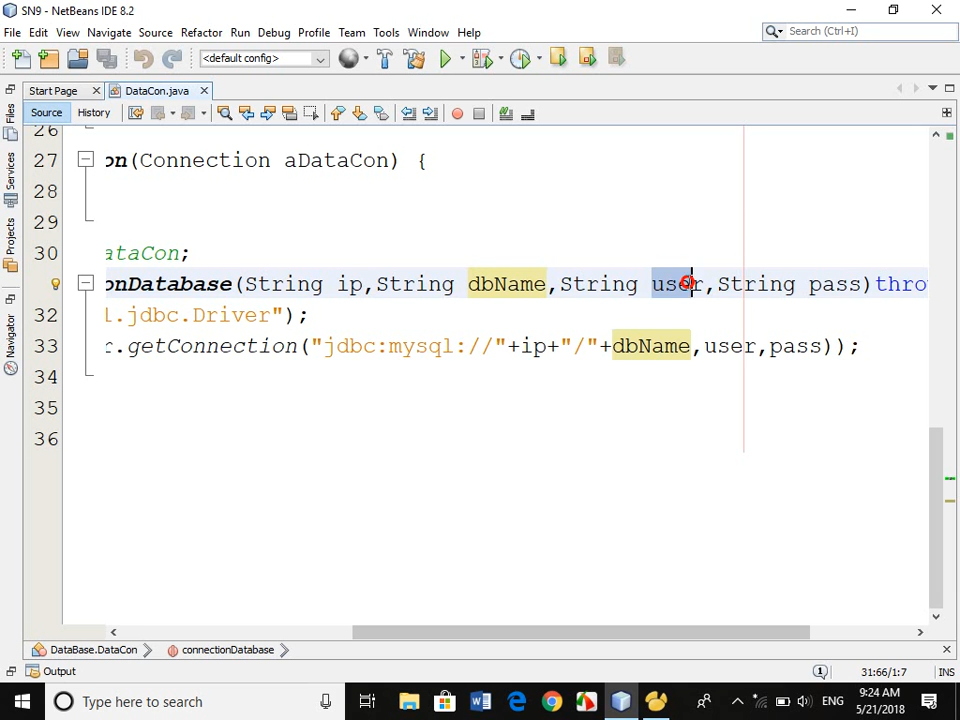 SN9 - NetBeans IDE 8.2
File Edit View Navigate Source Refactor Run Debug Profile Team Tools Window Help
<default config>
Search (Ctrl+I)
Start Page
DataCon.java
Source History
Files
Services
Projects
Navigator
26
27 on(Connection aDataCon) {
28
29
30 ataCon;
onDatabase(String ip,String dbName,String user,String pass)thro
32 l.jdbc.Driver");
33 r.getConnection("jdbc:mysql://"+ip+"/"+dbName,user,pass));
34
35
36
DataBase.DataCon
connectionDatabase
Output
1
31:66/1:7
INS
Type here to search
ENG
9:24 AM
5/21/2018